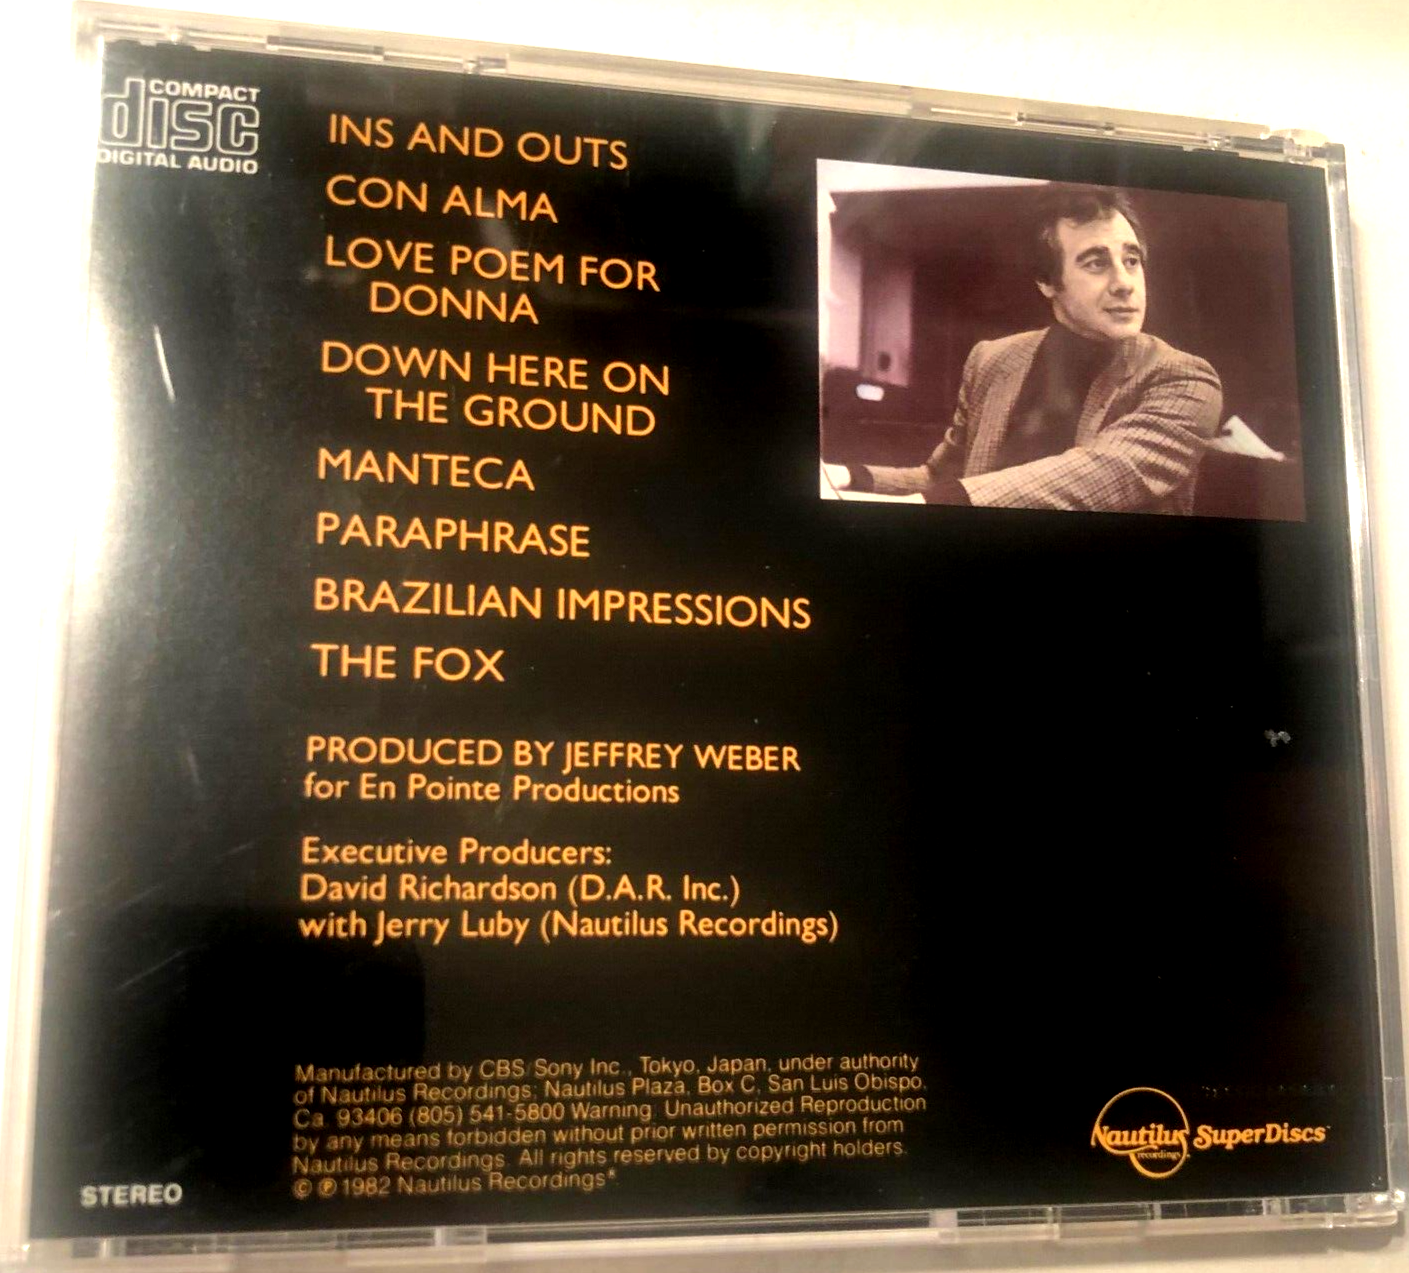 COMPACT
disc
DIGITAL AUDIO
INS AND OUTS
CON ALMA
LOVE POEM FOR
DONNA
DOWN HERE ON
THE GROUND
MANTECA
PARAPHRASE
BRAZILIAN IMPRESSIONS
THE FOX
PRODUCED BY JEFFREY WEBER
for En Pointe Productions
Executive Producers:
David Richardson (D.A.R. Inc.)
with Jerry Luby (Nautilus Recordings)
Manufactured by CBS/Sony Inc., Tokyo, Japan, under authority
of Nautilus Recordings; Nautilus Plaza, Box C, San Luis Obispo,
Ca. 93406 (805) 541-5800 Warning: Unauthorized Reproduction
by any means forbidden without prior written permission from
Nautilus Recordings. All rights reserved by copyright holders.
© ℗ 1982 Nautilus Recordings®
STEREO
Nautilus SuperDiscs
recordings